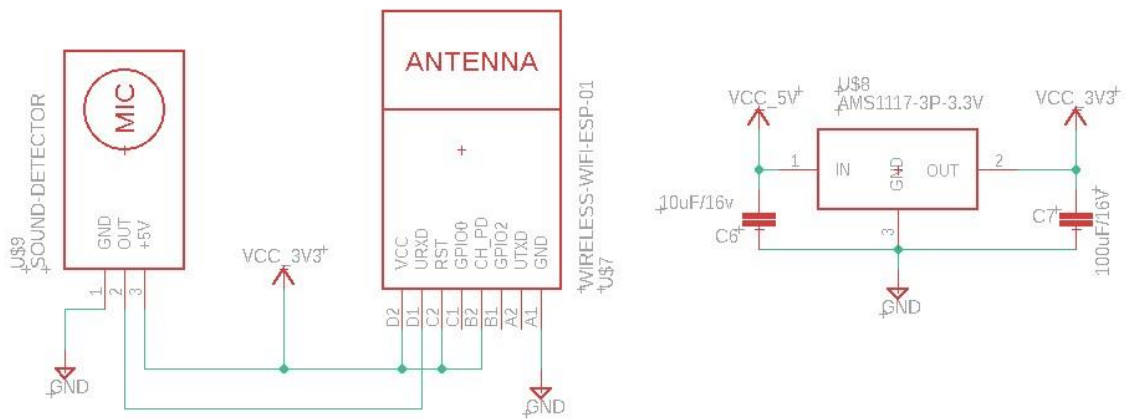 U$9
SOUND-DETECTOR
MIC
GND
OUT
+5V
1
2
3
GND
VCC_3V3
ANTENNA
WIRELESS-WIFI-ESP-01
U$7
VCC
URXD
RST
GPIO0
CH_PD
GPIO2
UTXD
GND
D2
D1
C2
C1
B2
B1
A2
A1
GND
U$8
AMS1117-3P-3.3V
VCC_5V
VCC_3V3
1
IN
GND
OUT
2
3
10uF/16v
C6
C7
100uF/16V
GND